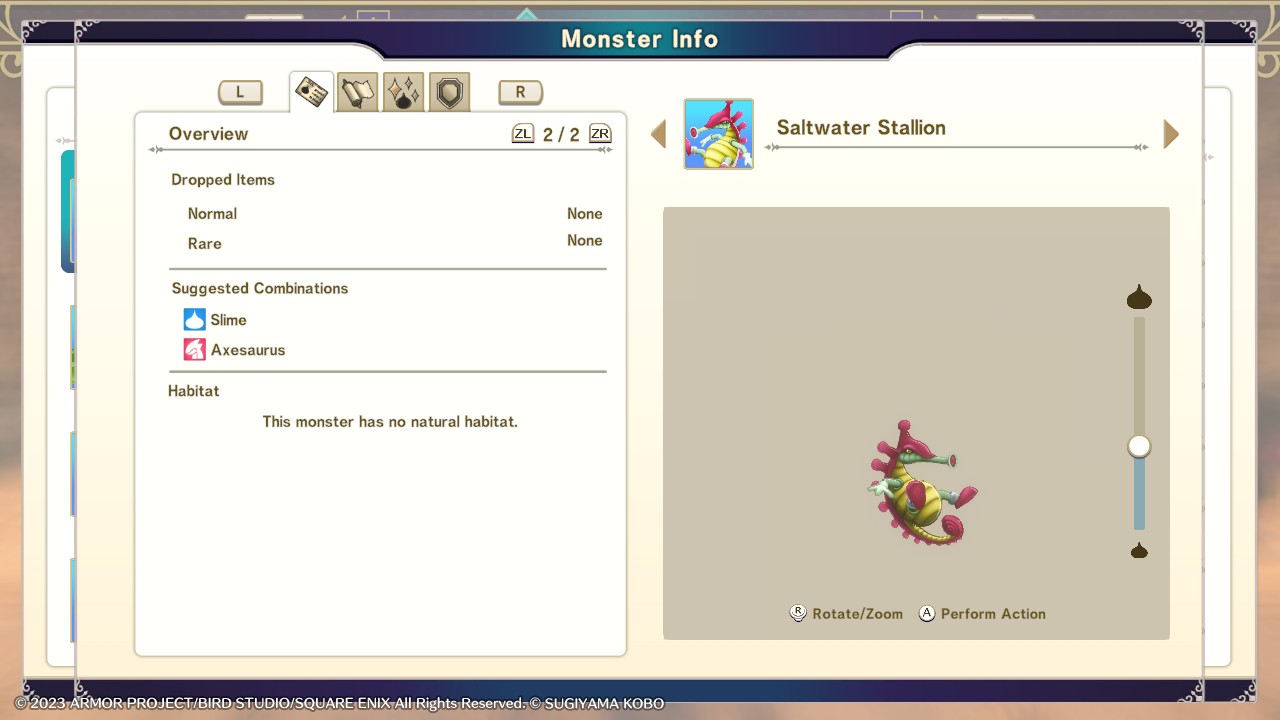 Monster Info
L
R
Overview
ZL 2 / 2 ZR
Dropped Items
Normal None
Rare None
Suggested Combinations
Slime
Axesaurus
Habitat
This monster has no natural habitat.
Saltwater Stallion
R Rotate/Zoom A Perform Action
© 2023 ARMOR PROJECT/BIRD STUDIO/SQUARE ENIX All Rights Reserved. © SUGIYAMA KOBO